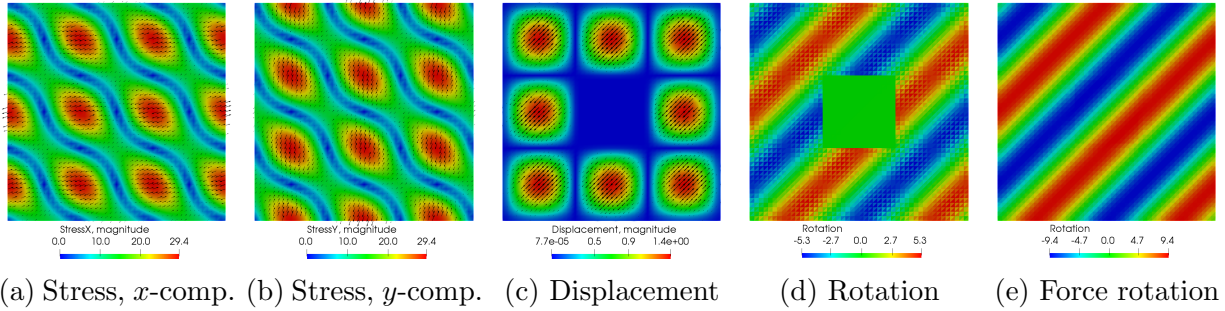 StressX, magnitude
0.0 10.0 20.0 29.4
StressY, magnitude
0.0 10.0 20.0 29.4
Displacement, magnitude
7.7e-05 0.5 0.9 1.4e+00
Rotation
-5.3 -2.7 0.0 2.7 5.3
Rotation
-9.4 -4.7 0.0 4.7 9.4
(a) Stress, x-comp.
(b) Stress, y-comp.
(c) Displacement
(d) Rotation
(e) Force rotation